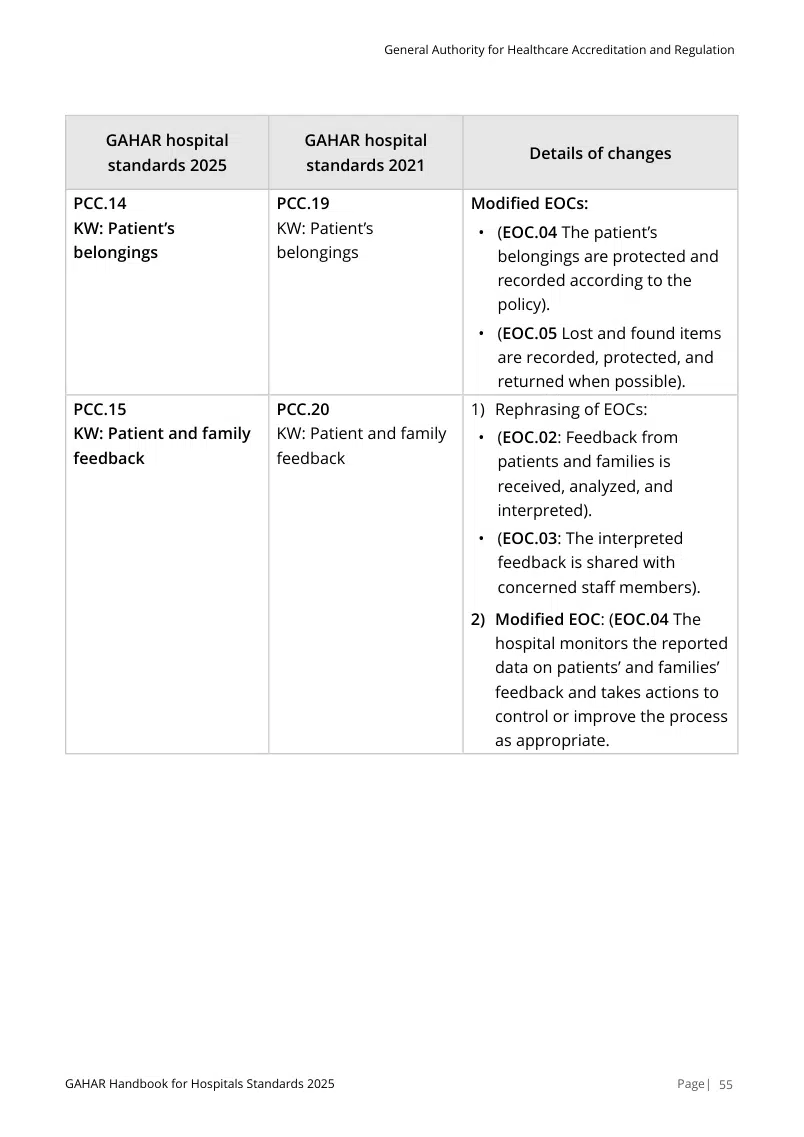 General Authority for Healthcare Accreditation and Regulation
GAHAR hospital
standards 2025
GAHAR hospital
standards 2021
Details of changes
PCC.14
KW: Patient’s
belongings
PCC.19
KW: Patient’s
belongings
Modified EOCs:
• (EOC.04 The patient’s
belongings are protected and
recorded according to the
policy).
• (EOC.05 Lost and found items
are recorded, protected, and
returned when possible).
PCC.15
KW: Patient and family
feedback
PCC.20
KW: Patient and family
feedback
1) Rephrasing of EOCs:
• (EOC.02: Feedback from
patients and families is
received, analyzed, and
interpreted).
• (EOC.03: The interpreted
feedback is shared with
concerned staff members).
2) Modified EOC: (EOC.04 The
hospital monitors the reported
data on patients’ and families’
feedback and takes actions to
control or improve the process
as appropriate.
GAHAR Handbook for Hospitals Standards 2025
Page| 55